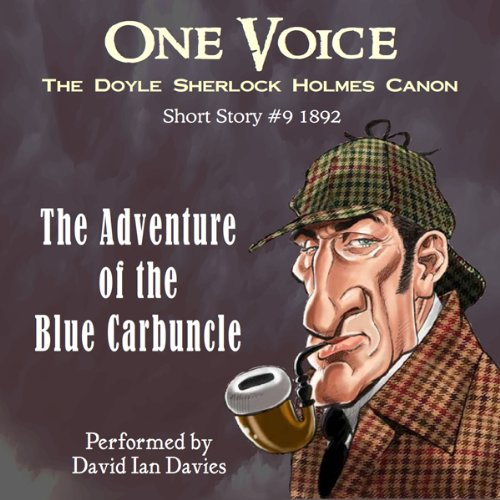 ONE VOICE
THE DOYLE SHERLOCK HOLMES CANON
Short Story #9 1892
The Adventure
of the
Blue Carbuncle
Performed by
David Ian Davies